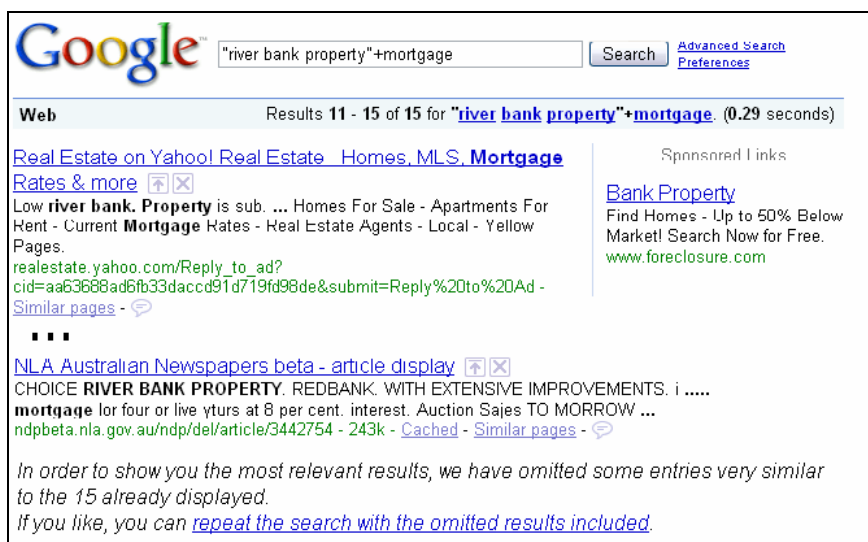 Google™ "river bank property"+mortgage Search Advanced Search
Preferences
Web Results 11 - 15 of 15 for "river bank property"+mortgage. (0.29 seconds)
Real Estate on Yahoo! Real Estate Homes, MLS, Mortgage
Rates & more
Low river bank. Property is sub. ... Homes For Sale - Apartments For
Rent - Current Mortgage Rates - Real Estate Agents - Local - Yellow
Pages.
realestate.yahoo.com/Reply_to_ad?
cid=aa63688ad6fb33daccd91d719fd98de&submit=Reply%20to%20Ad -
Similar pages -
Sponsored Links
Bank Property
Find Homes - Up to 50% Below
Market! Search Now for Free.
www.foreclosure.com
...
NLA Australian Newspapers beta - article display
CHOICE RIVER BANK PROPERTY. REDBANK. WITH EXTENSIVE IMPROVEMENTS. i .....
mortgage lor four or live yturs at 8 per cent. interest. Auction Sajes TO MORROW ...
ndpbeta.nla.gov.au/ndp/del/article/3442754 - 243k - Cached - Similar pages -
In order to show you the most relevant results, we have omitted some entries very similar
to the 15 already displayed.
If you like, you can repeat the search with the omitted results included.